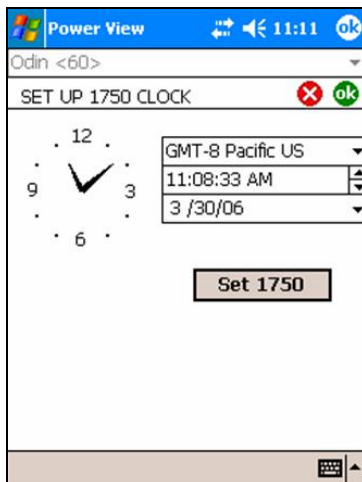 Power View 11:11 ok
Odin <60>
SET UP 1750 CLOCK ok
12
9
3
6
GMT-8 Pacific US
11:08:33 AM
3 /30/06
Set 1750